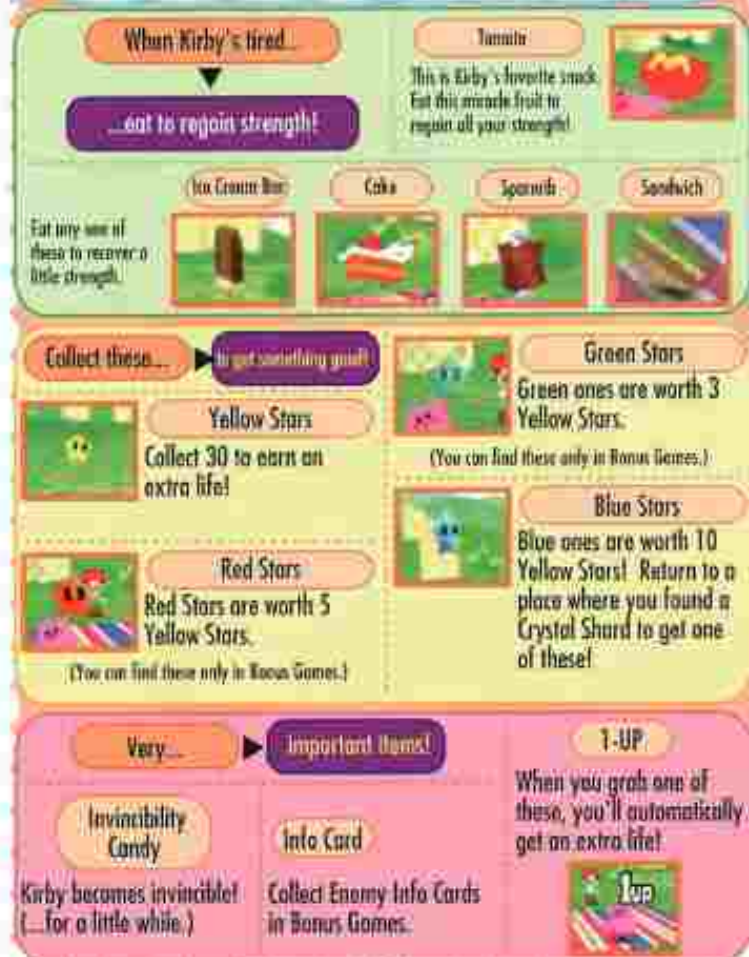 When Kirby's tired...
...eat to regain strength!
Tomato
This is Kirby's favorite snack.
Eat this miracle fruit to
regain all your strength!
Eat any one of
these to recover a
little strength.
Ice Cream Bar
Cake
Sparerib
Sandwich
Collect these...
to get something good!
Yellow Stars
Collect 30 to earn an
extra life!
Red Stars
Red Stars are worth 5
Yellow Stars.
(You can find these only in Bonus Games.)
Green Stars
Green ones are worth 3
Yellow Stars.
(You can find these only in Bonus Games.)
Blue Stars
Blue ones are worth 10
Yellow Stars! Return to a
place where you found a
Crystal Shard to get one
of these!
Very...
Important Items!
Invincibility
Candy
Kirby becomes invincible!
(...for a little while.)
Info Card
Collect Enemy Info Cards
in Bonus Games.
1-UP
When you grab one of
these, you'll automatically
get an extra life!
1UP